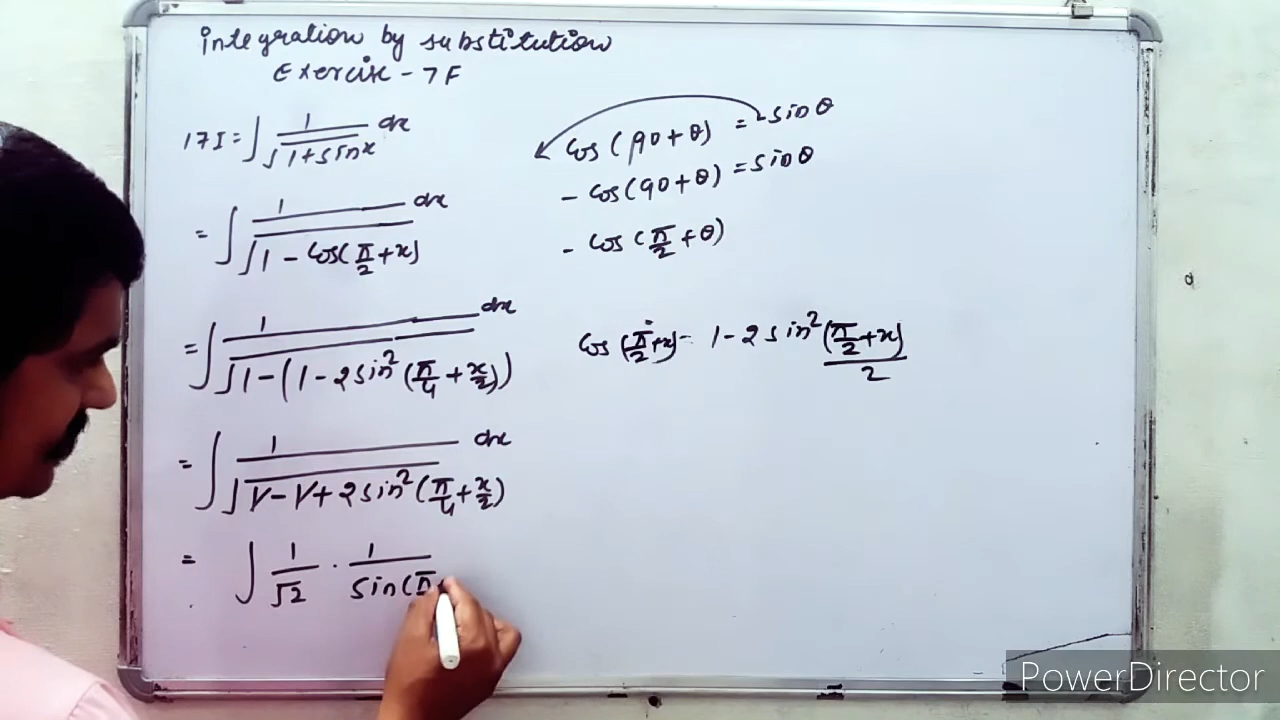 Integration by substitution
Exercise - 7F
17 I = ∫ 1/√(1+sinx) dx
= ∫ 1/√(1 - cos(π/2+x)) dx
= ∫ 1/√(1-(1-2sin²(π/4+x/2))) dx
= ∫ 1/√(1-1+2sin²(π/4+x/2)) dx
= ∫ 1/√2 · 1/sin(π
cos(90+θ) = -sinθ
- cos(90+θ) = sinθ
- cos(π/2+θ)
cos(π/2+x) = 1-2sin²(π/2+x)/2
PowerDirector